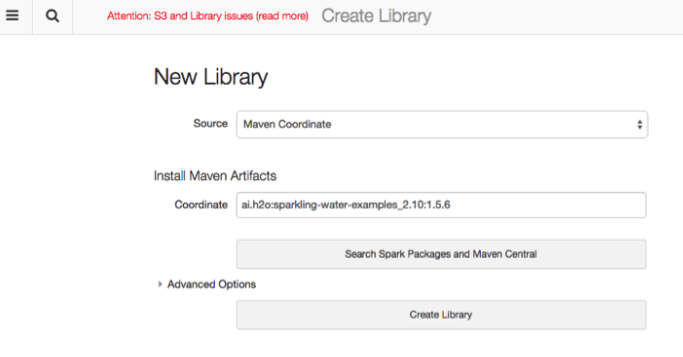 Attention: S3 and Library issues (read more) Create Library
New Library
Source Maven Coordinate
Install Maven Artifacts
Coordinate ai.h2o:sparkling-water-examples_2.10:1.5.6
Search Spark Packages and Maven Central
Advanced Options
Create Library